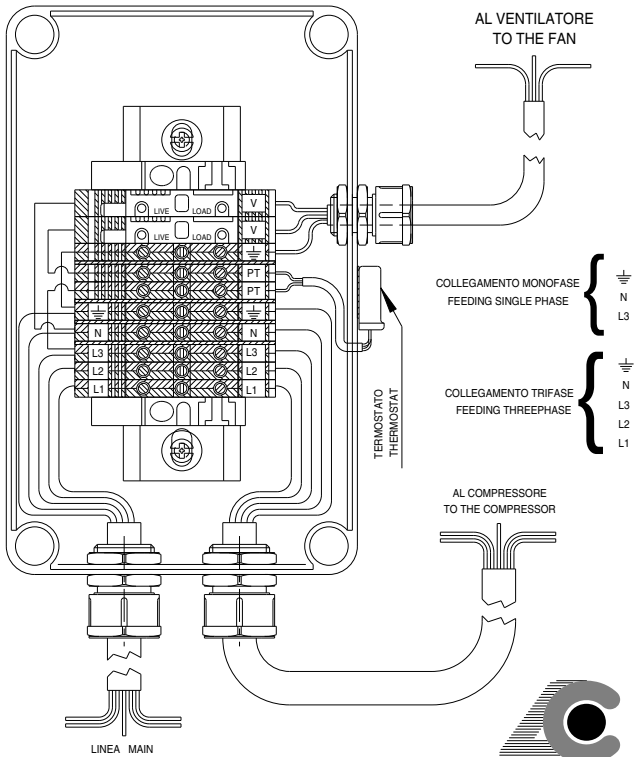 AL VENTILATORE
TO THE FAN
LIVE LOAD V
LIVE LOAD V
PT
PT
N N
L3 L3
L2 L2
L1 L1
TERMOSTATO
THERMOSTAT
COLLEGAMENTO MONOFASE
FEEDING SINGLE PHASE
N
L3
COLLEGAMENTO TRIFASE
FEEDING THREEPHASE
N
L3
L2
L1
AL COMPRESSORE
TO THE COMPRESSOR
LINEA MAIN